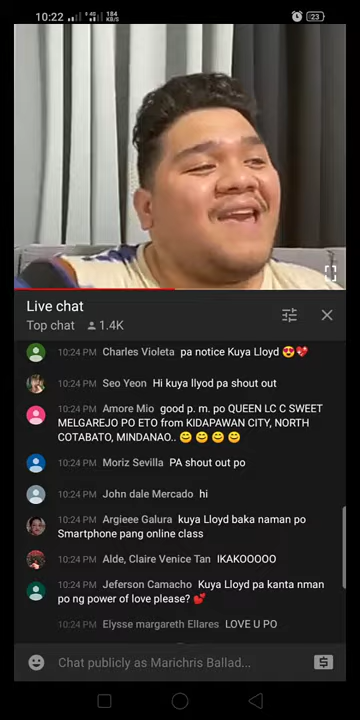 10:22 4G 184 KB/S 23
Live chat
Top chat 1.4K
10:24 PM Charles Violeta pa notice Kuya Lloyd 😍💖
10:24 PM Seo Yeon Hi kuya llyod pa shout out
10:24 PM Amore Mio good p. m. po QUEEN LC C SWEET
MELGAREJO PO ETO from KIDAPAWAN CITY, NORTH
COTABATO, MINDANAO.. 😊 😊 😊 😊
10:24 PM Moriz Sevilla PA shout out po
10:24 PM John dale Mercado hi
10:24 PM Argieee Galura kuya Lloyd baka naman po
Smartphone pang online class
10:24 PM Alde, Claire Venice Tan IKAKOOOOO
10:24 PM Jeferson Camacho Kuya Lloyd pa kanta nman
po ng power of love please? 💕
10:24 PM Elysse margareth Ellares LOVE U PO
Chat publicly as Marichris Ballad...